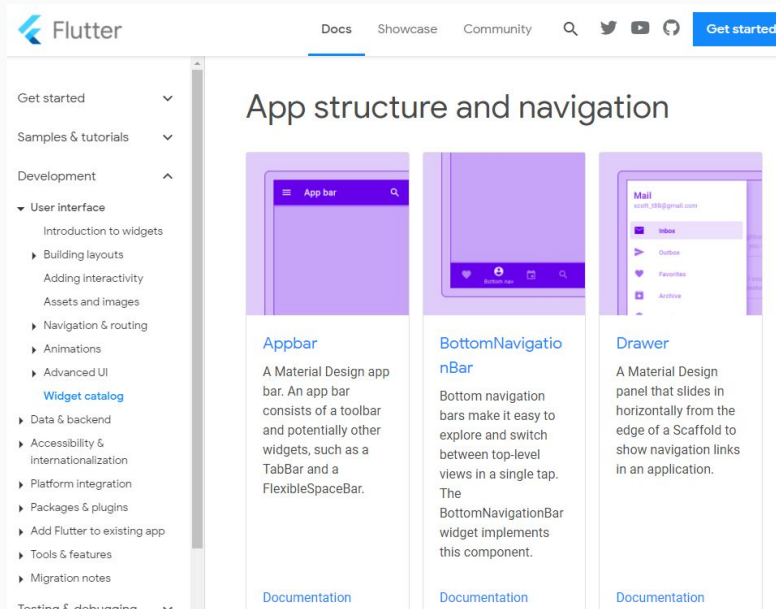 Flutter
Docs
Showcase
Community
Get started
Get started
Samples & tutorials
Development
User interface
Introduction to widgets
Building layouts
Adding interactivity
Assets and images
Navigation & routing
Animations
Advanced UI
Widget catalog
Data & backend
Accessibility &
internationalization
Platform integration
Packages & plugins
Add Flutter to existing app
Tools & features
Migration notes
Testing & debugging
App structure and navigation
App bar
Appbar
A Material Design app
bar. An app bar
consists of a toolbar
and potentially other
widgets, such as a
TabBar and a
FlexibleSpaceBar.
Documentation
Bottom nav
BottomNavigatio
nBar
Bottom navigation
bars make it easy to
explore and switch
between top-level
views in a single tap.
The
BottomNavigationBar
widget implements
this component.
Documentation
Mail
Inbox
Outbox
Favorites
Archive
Drawer
A Material Design
panel that slides in
horizontally from the
edge of a Scaffold to
show navigation links
in an application.
Documentation